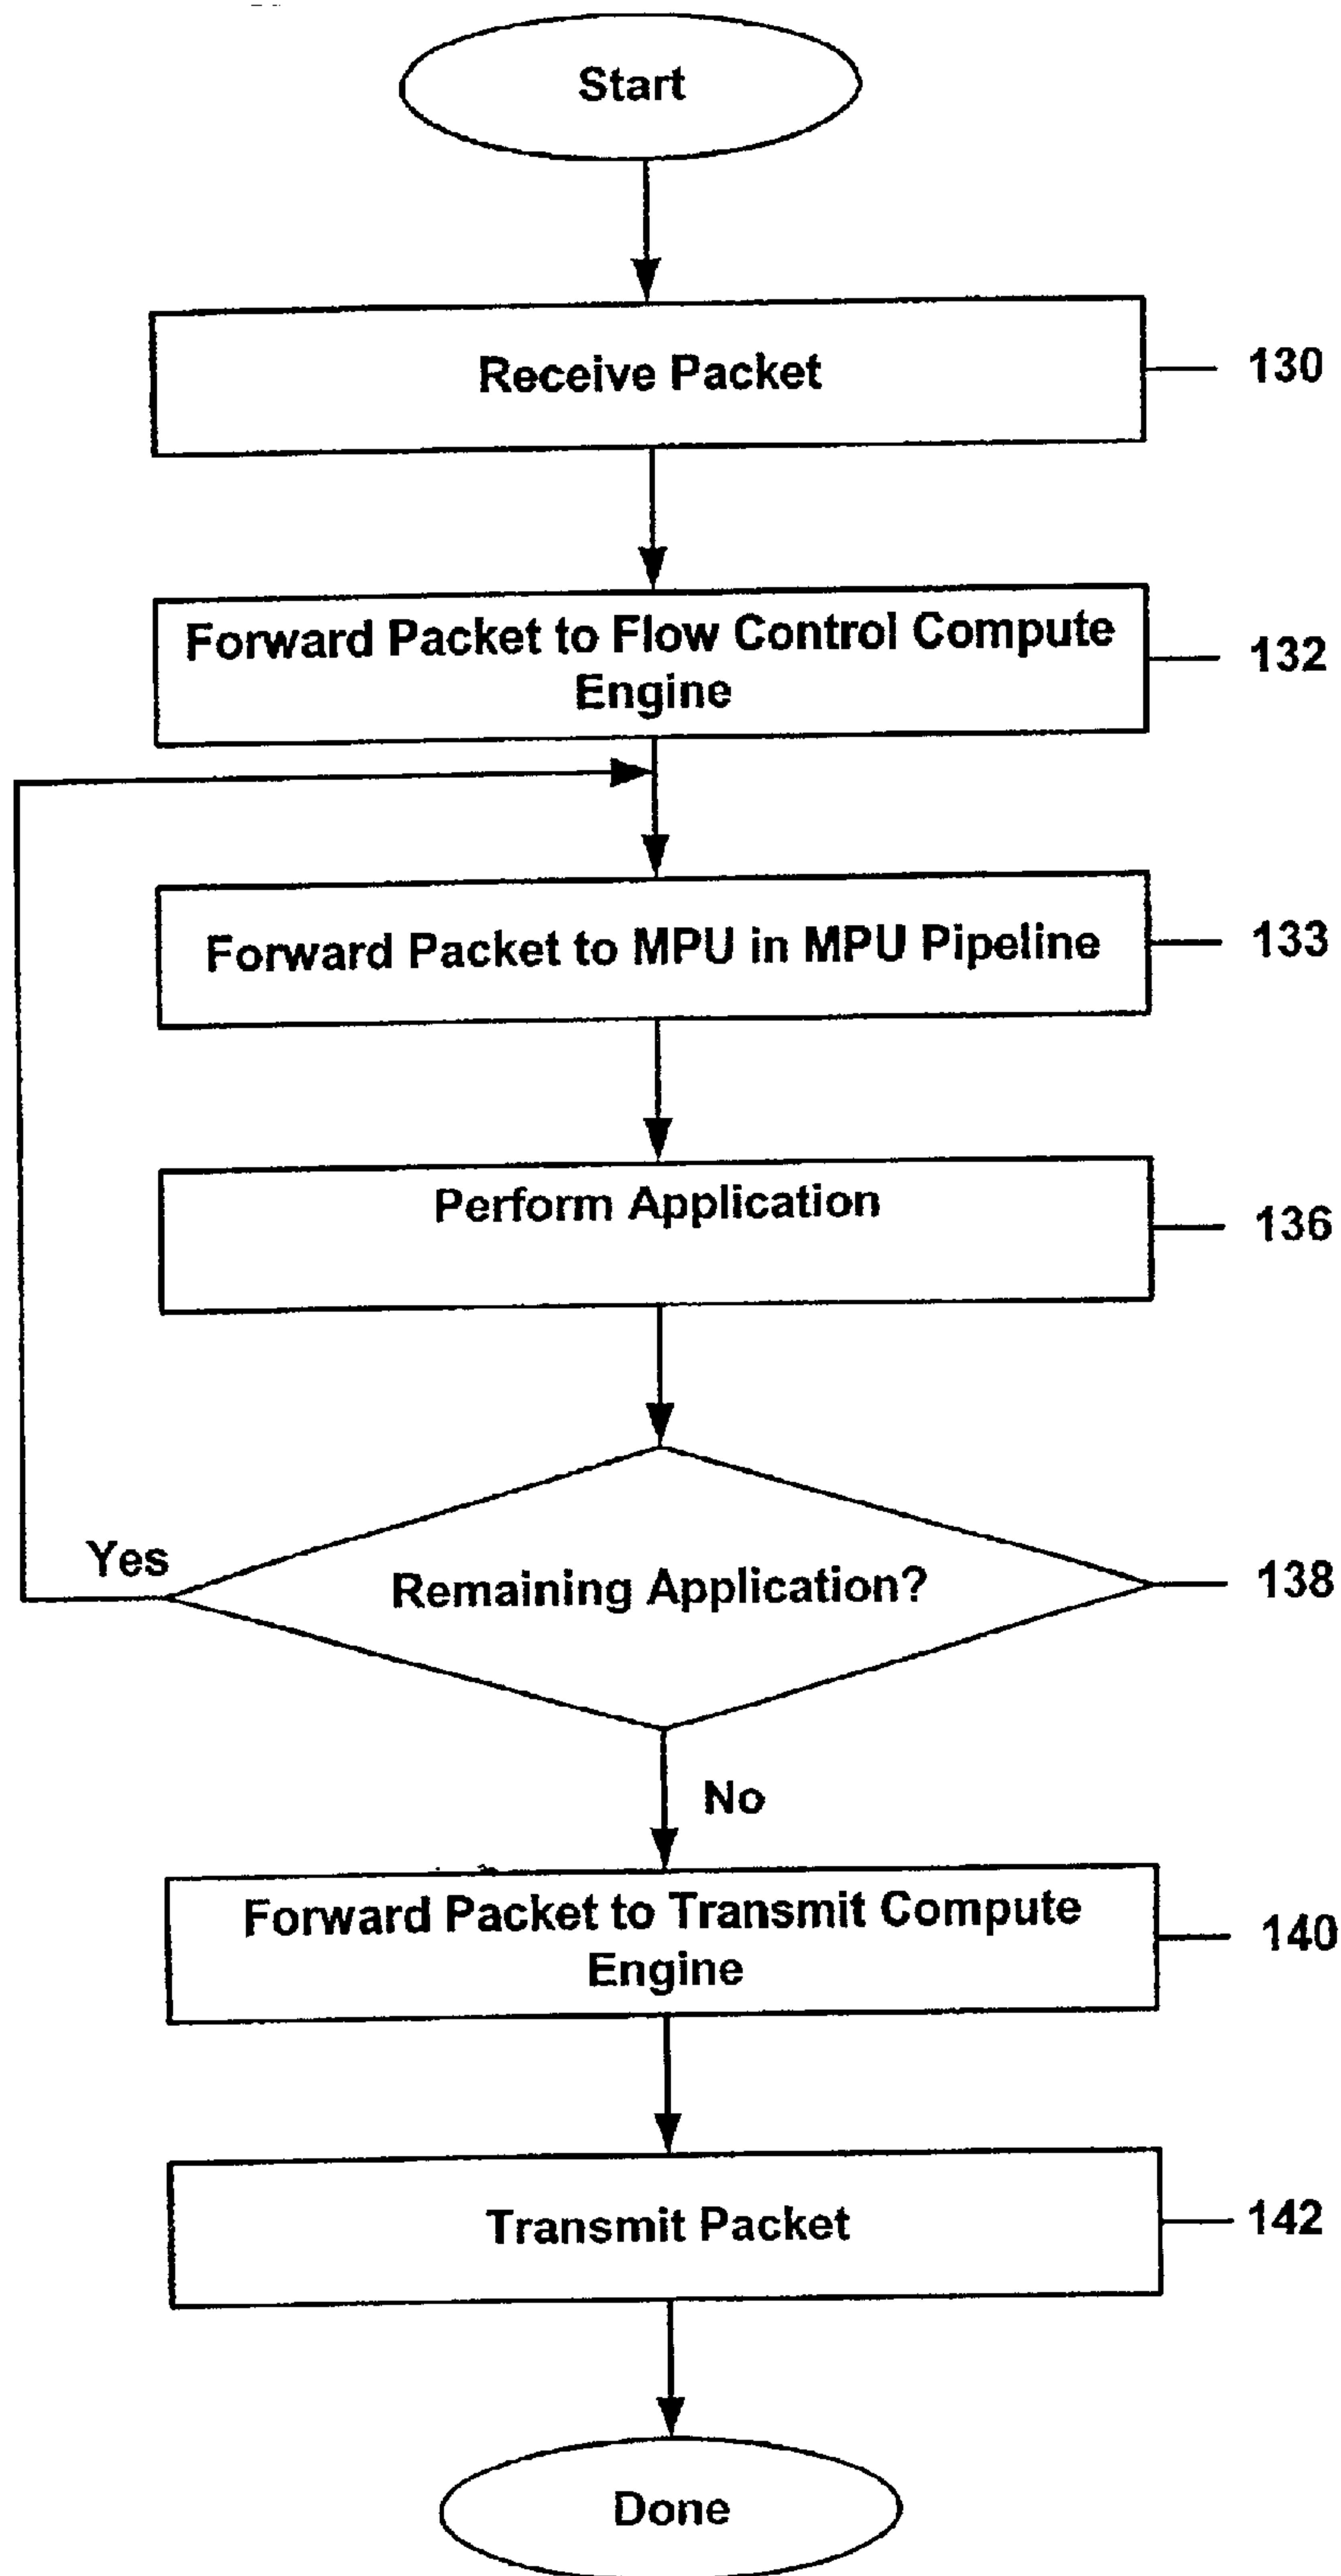 Start
Receive Packet
130
Forward Packet to Flow Control Compute
Engine
132
Forward Packet to MPU in MPU Pipeline
133
Perform Application
136
Yes
Remaining Application?
138
No
Forward Packet to Transmit Compute
Engine
140
Transmit Packet
142
Done